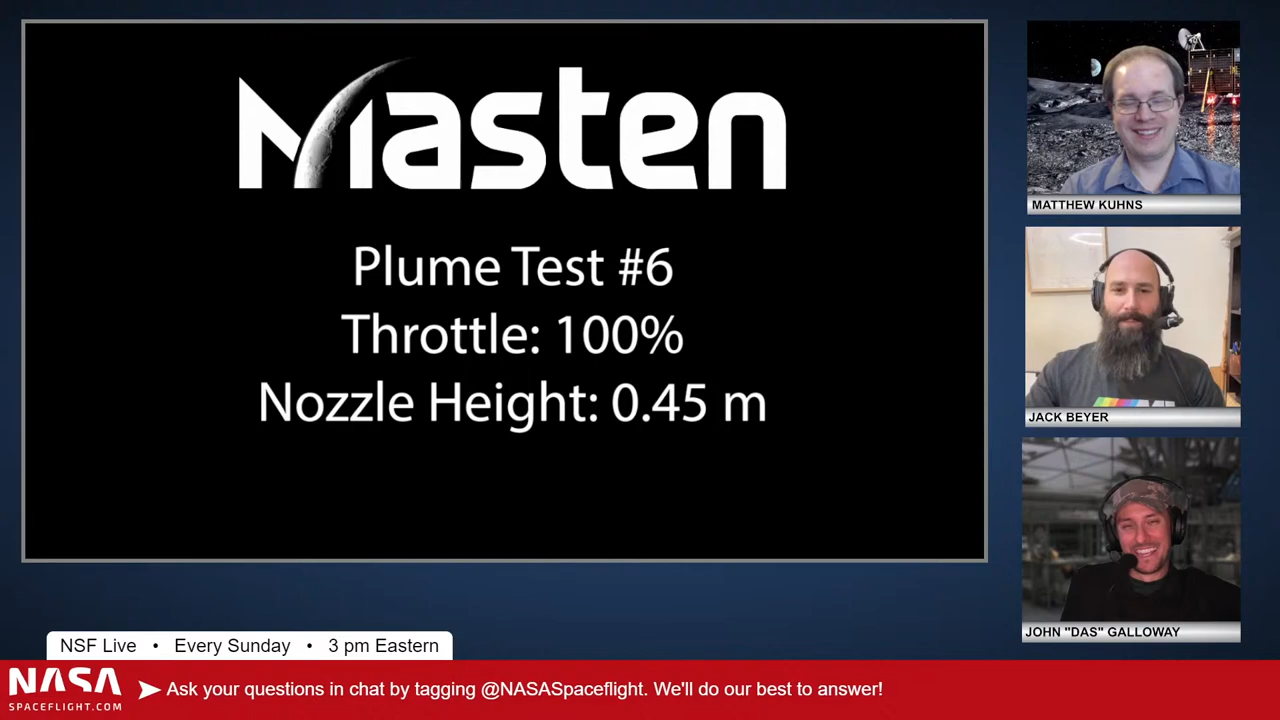 Masten
Plume Test #6
Throttle: 100%
Nozzle Height: 0.45 m
MATTHEW KUHNS
JACK BEYER
JOHN "DAS" GALLOWAY
NSF Live • Every Sunday • 3 pm Eastern
NASA
SPACEFLIGHT.COM
Ask your questions in chat by tagging @NASASpaceflight. We'll do our best to answer!